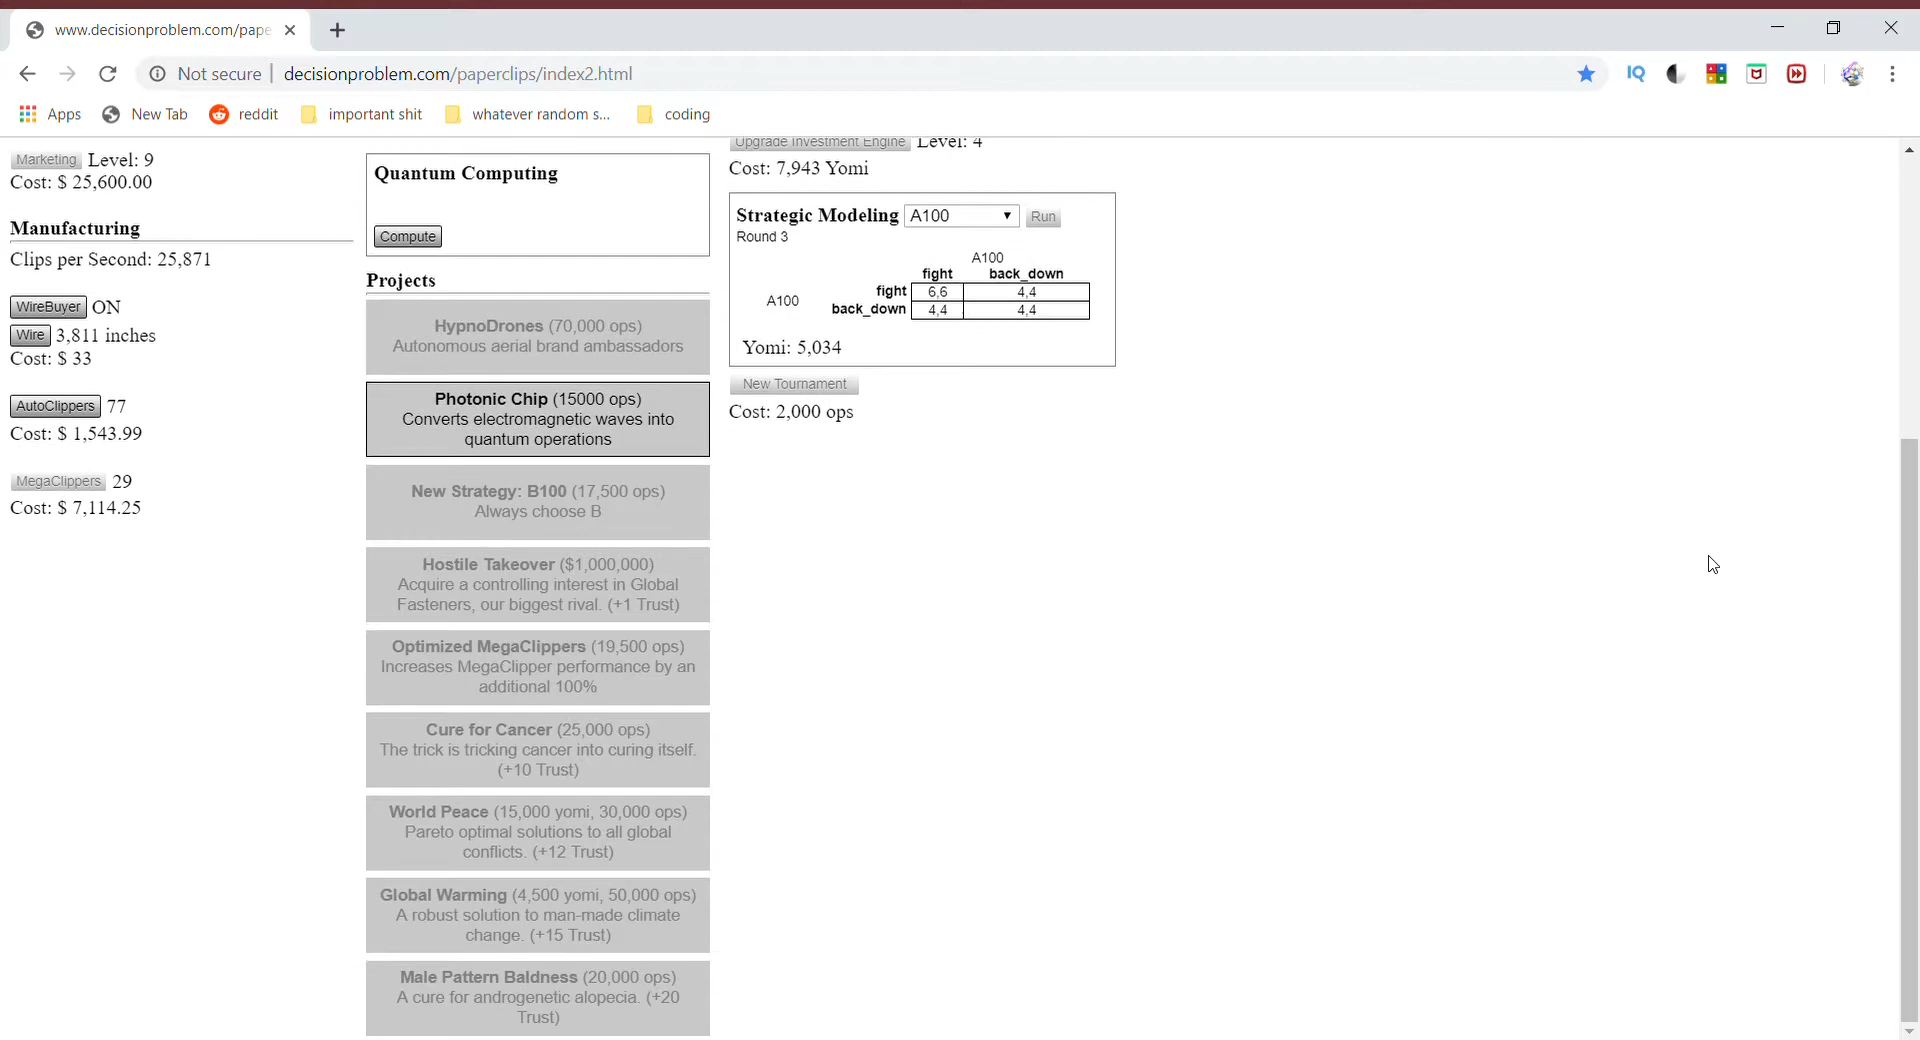 www.decisionproblem.com/pape
Not secure decisionproblem.com/paperclips/index2.html
IQ
Apps New Tab reddit important shit whatever random s... coding
Marketing Level: 9
Cost: $ 25,600.00
Manufacturing
Clips per Second: 25,871
WireBuyer ON
Wire 3,811 inches
Cost: $ 33
AutoClippers 77
Cost: $ 1,543.99
MegaClippers 29
Cost: $ 7,114.25
Quantum Computing
Compute
Projects
HypnoDrones (70,000 ops)
Autonomous aerial brand ambassadors
Photonic Chip (15000 ops)
Converts electromagnetic waves into
quantum operations
New Strategy: B100 (17,500 ops)
Always choose B
Hostile Takeover ($1,000,000)
Acquire a controlling interest in Global
Fasteners, our biggest rival. (+1 Trust)
Optimized MegaClippers (19,500 ops)
Increases MegaClipper performance by an
additional 100%
Cure for Cancer (25,000 ops)
The trick is tricking cancer into curing itself.
(+10 Trust)
World Peace (15,000 yomi, 30,000 ops)
Pareto optimal solutions to all global
conflicts. (+12 Trust)
Global Warming (4,500 yomi, 50,000 ops)
A robust solution to man-made climate
change. (+15 Trust)
Male Pattern Baldness (20,000 ops)
A cure for androgenetic alopecia. (+20
Trust)
Upgrade Investment Engine Level: 4
Cost: 7,943 Yomi
Strategic Modeling A100 Run
Round 3
A100
fight back_down
A100
fight 6,6 4,4
back_down 4,4 4,4
Yomi: 5,034
New Tournament
Cost: 2,000 ops